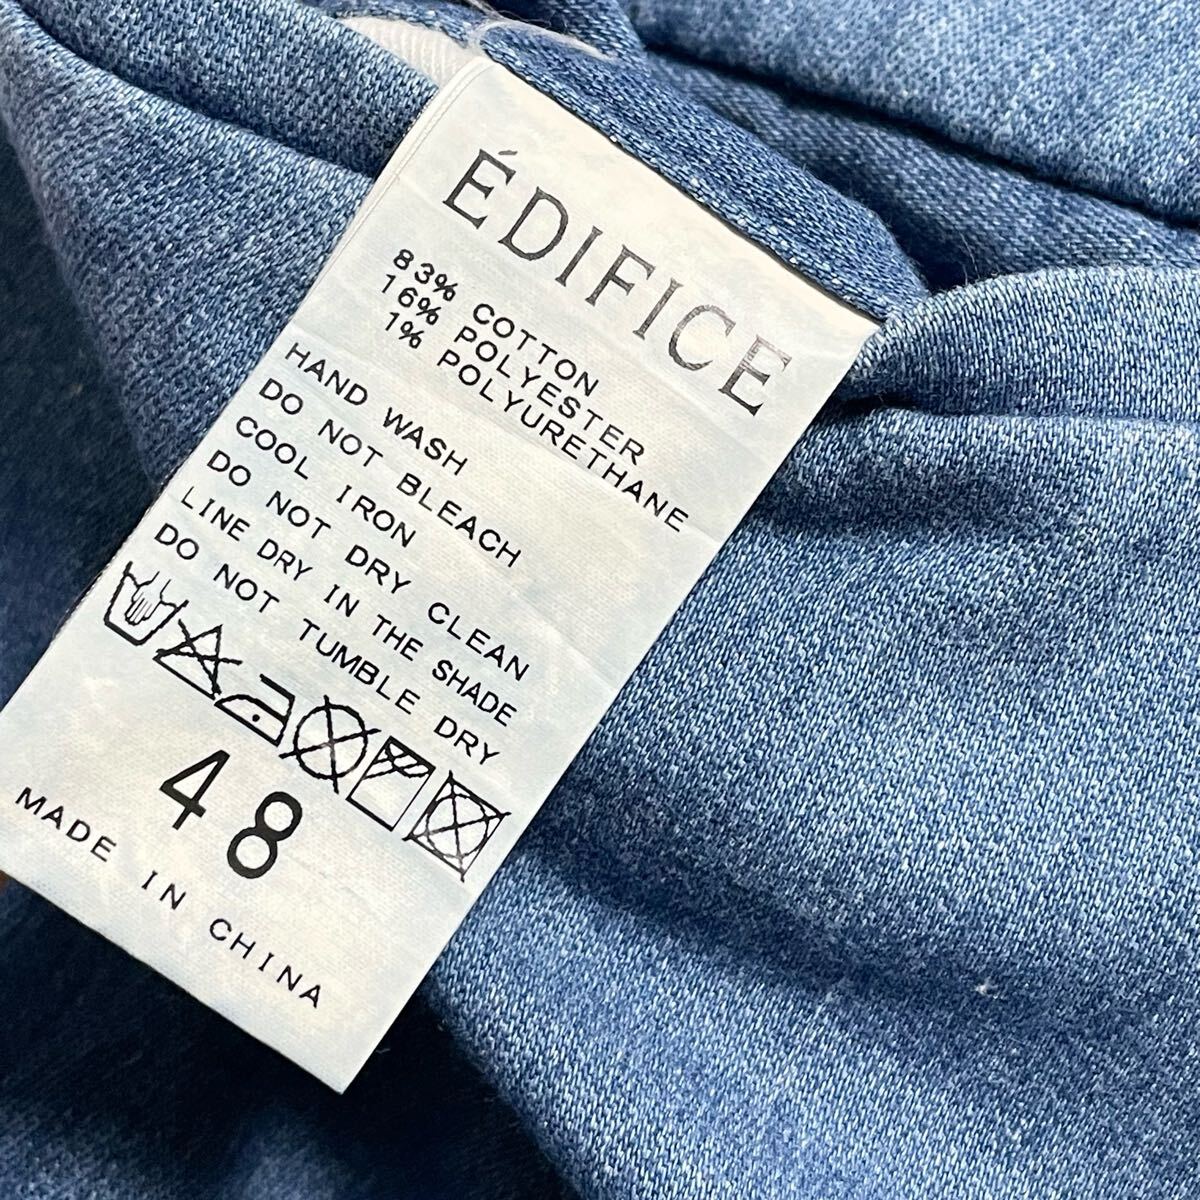 ÉDIFICE
83% COTTON
16% POLYESTER
1% POLYURETHANE
HAND WASH
DO NOT BLEACH
COOL IRON
DO NOT DRY CLEAN
LINE DRY IN THE SHADE
DO NOT TUMBLE DRY
48
MADE IN CHINA